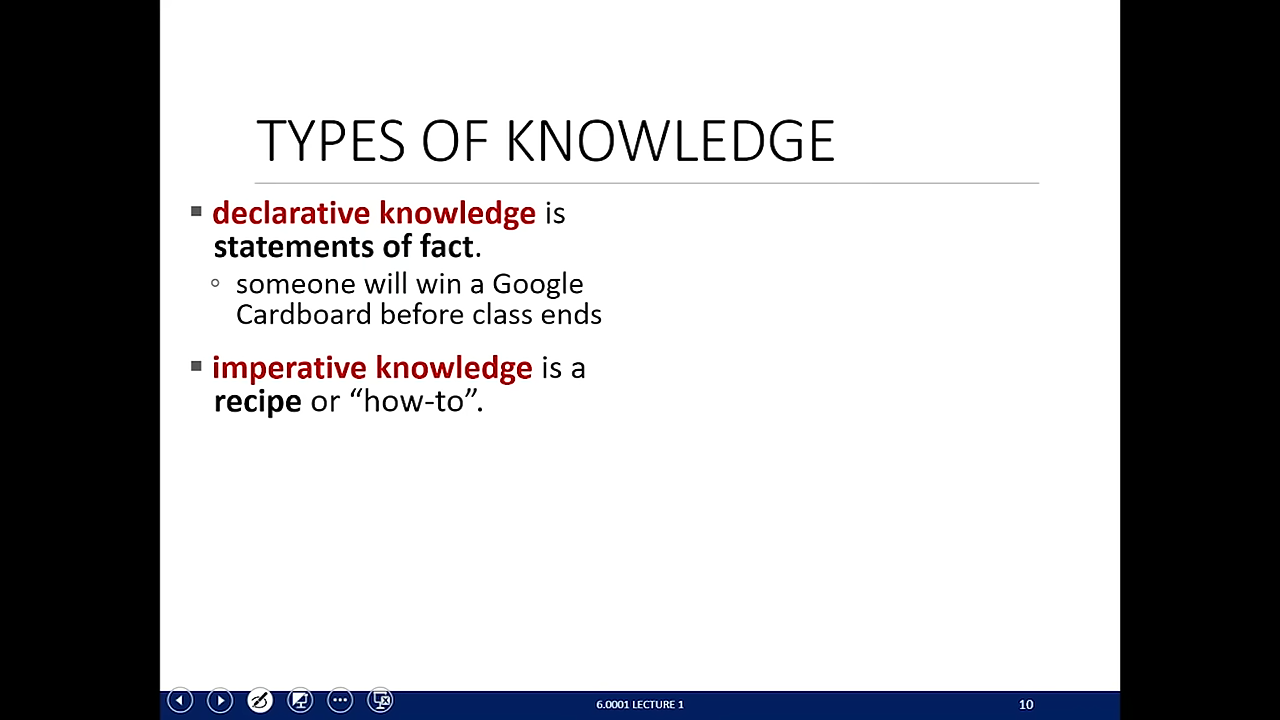 TYPES OF KNOWLEDGE
▪ declarative knowledge is
statements of fact.
◦ someone will win a Google
Cardboard before class ends
▪ imperative knowledge is a
recipe or “how-to”.
6.0001 LECTURE 1
10